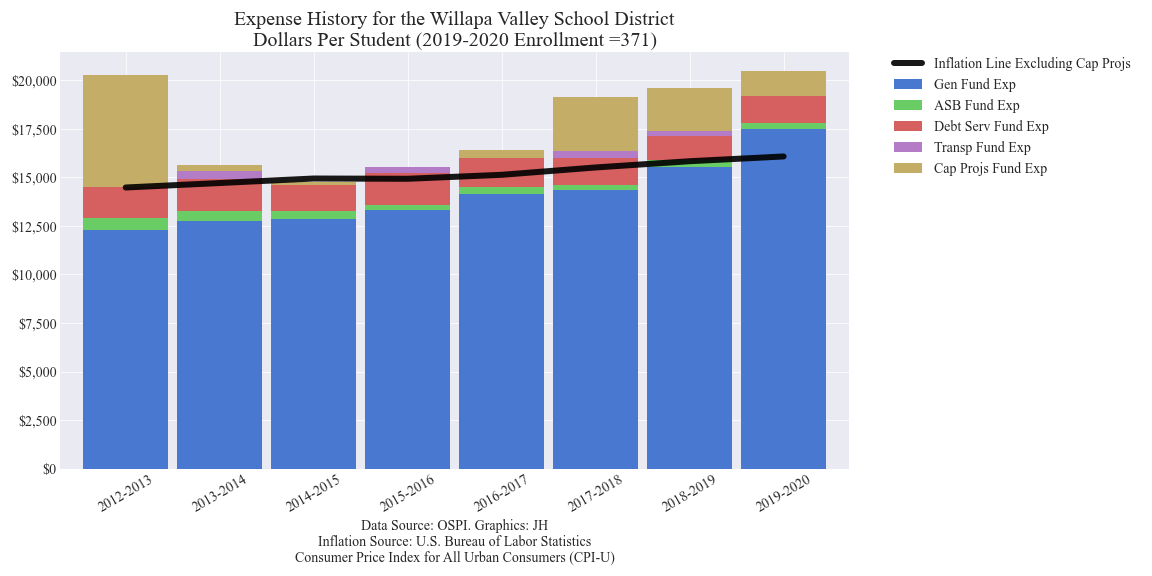 Expense History for the Willapa Valley School District
Dollars Per Student (2019-2020 Enrollment =371)
$20,000
$17,500
$15,000
$12,500
$10,000
$7,500
$5,000
$2,500
$0
2012-2013
2013-2014
2014-2015
2015-2016
2016-2017
2017-2018
2018-2019
2019-2020
Inflation Line Excluding Cap Projs
Gen Fund Exp
ASB Fund Exp
Debt Serv Fund Exp
Transp Fund Exp
Cap Projs Fund Exp
Data Source: OSPI. Graphics: JH
Inflation Source: U.S. Bureau of Labor Statistics
Consumer Price Index for All Urban Consumers (CPI-U)